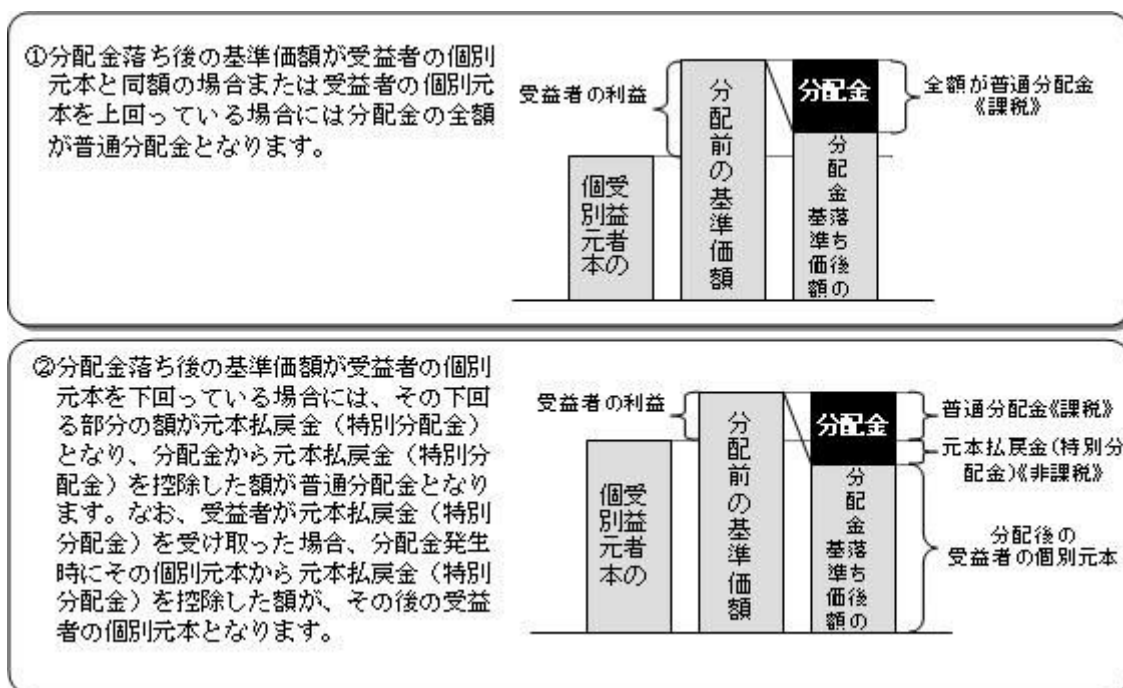 ①分配金落ち後の基準価額が受益者の個別
元本と同額の場合または受益者の個別元
本を上回っている場合には分配金の全額
が普通分配金となります。
受益者の利益
個別元本
受益者の
分配前の基準価額
分配金
分配金落ち後の
基準価額
全額が普通分配金
《課税》
②分配金落ち後の基準価額が受益者の個別
元本を下回っている場合には、その下回
る部分の額が元本払戻金（特別分配金）
となり、分配金から元本払戻金（特別分
配金）を控除した額が普通分配金となり
ます。なお、受益者が元本払戻金（特別
分配金）を受け取った場合、分配金発生
時にその個別元本から元本払戻金（特別
分配金）を控除した額が、その後の受益
者の個別元本となります。
受益者の利益
受益者の
個別元本
分配前の基準価額
分配金
分配金落ち後の
基準価額
普通分配金《課税》
元本払戻金(特別分
配金)《非課税》
分配後の
受益者の個別元本